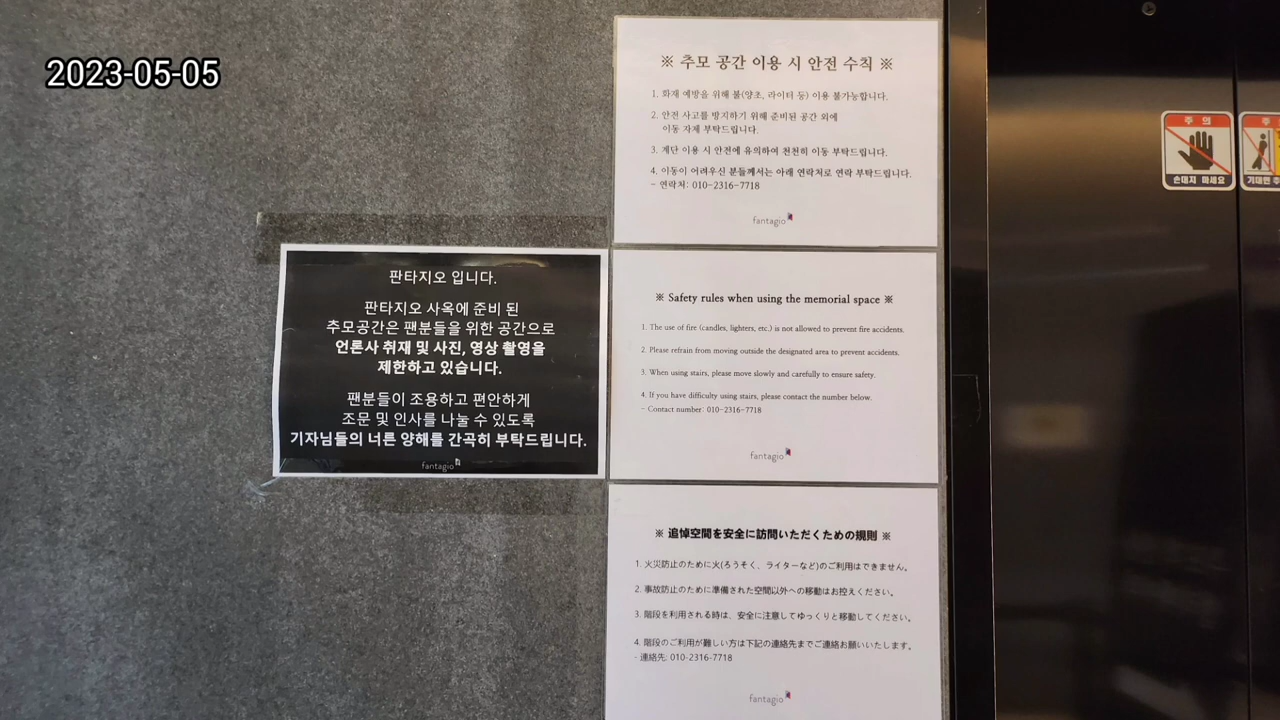 2023-05-05
※ 추모 공간 이용 시 안전 수칙 ※
1. 화재 예방을 위해 불(양초, 라이터 등) 이용 불가능합니다.
2. 안전 사고를 방지하기 위해 준비된 공간 외에
이동 자제 부탁드립니다.
3. 계단 이용 시 안전에 유의하여 천천히 이동 부탁드립니다.
4. 이동이 어려우신 분들께서는 아래 연락처로 연락 부탁드립니다.
- 연락처: 010-2316-7718
fantagio
판타지오 입니다.
판타지오 사옥에 준비 된
추모공간은 팬분들을 위한 공간으로
언론사 취재 및 사진, 영상 촬영을
제한하고 있습니다.
팬분들이 조용하고 편안하게
조문 및 인사를 나눌 수 있도록
기자님들의 너른 양해를 간곡히 부탁드립니다.
fantagio
※ Safety rules when using the memorial space ※
1. The use of fire (candles, lighters, etc.) is not allowed to prevent fire accidents.
2. Please refrain from moving outside the designated area to prevent accidents.
3. When using stairs, please move slowly and carefully to ensure safety.
4. If you have difficulty using stairs, please contact the number below.
- Contact number: 010-2316-7718
fantagio
※ 追悼空間を安全に訪問いただくための規則 ※
1. 火災防止のために火(ろうそく、ライターなど)のご利用はできません。
2. 事故防止のために準備された空間以外への移動はお控えください。
3. 階段を利用される時は、安全に注意してゆっくりと移動してください。
4. 階段のご利用が難しい方は下記の連絡先までご連絡お願いいたします。
- 連絡先: 010-2316-7718
fantagio
주 의
손대지 마세요
주
기대면 추